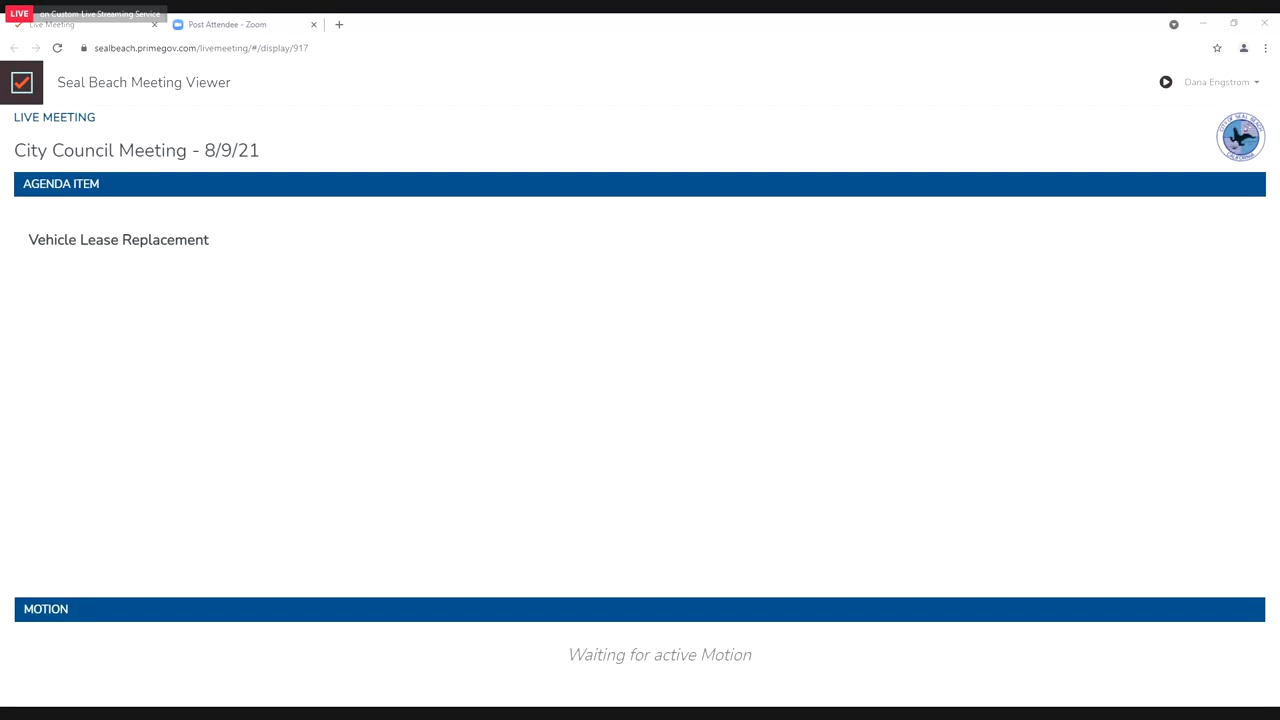 LIVE on Custom Live Streaming Service
Live Meeting
Post Attendee - Zoom
sealbeach.primegov.com/livemeeting/#/display/917
Seal Beach Meeting Viewer
Dana Engstrom
LIVE MEETING
City Council Meeting - 8/9/21
AGENDA ITEM
Vehicle Lease Replacement
MOTION
Waiting for active Motion